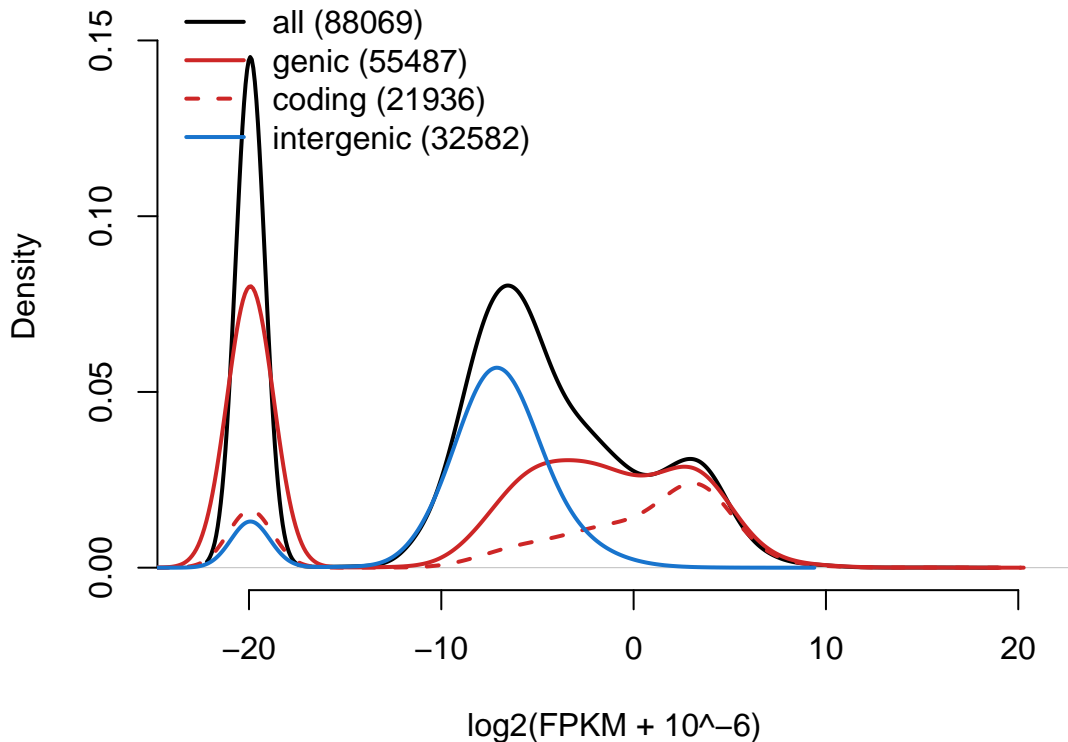 all (88069)
genic (55487)
coding (21936)
intergenic (32582)
0.15
0.10
0.05
0.00
Density
−20 −10 0 10 20
log2(FPKM + 10^−6)